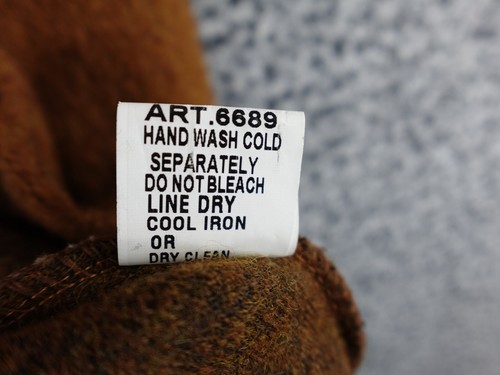 ART.6689
HAND WASH COLD
SEPARATELY
DO NOT BLEACH
LINE DRY
COOL IRON
OR
DRY CLEAN